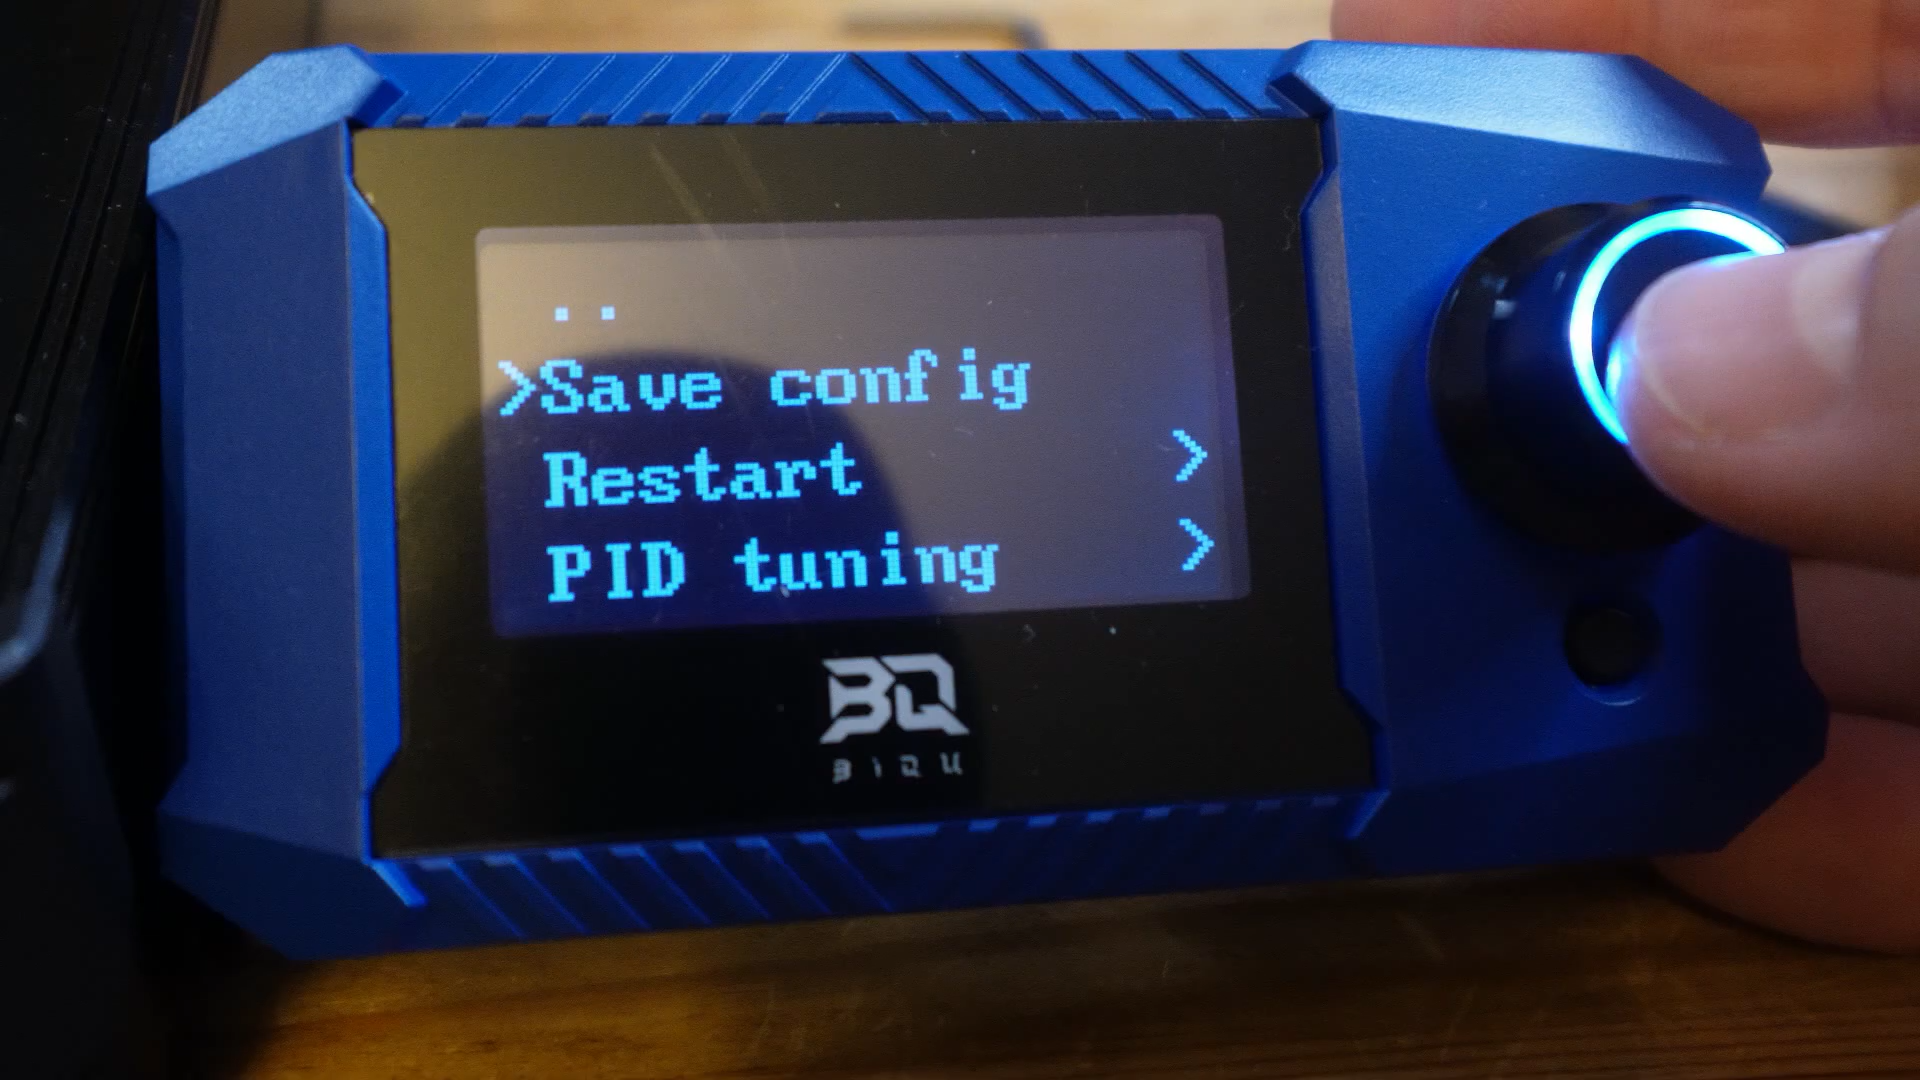 ..
>Save config
Restart >
PID tuning >
BQ
BIQU